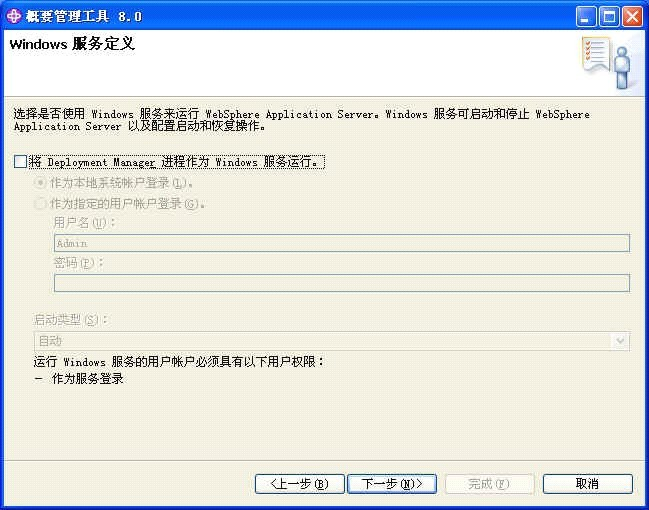 概要管理工具 8.0
Windows 服务定义
选择是否使用 Windows 服务来运行 WebSphere Application Server。Windows 服务可启动和停止 WebSphere
Application Server 以及配置启动和恢复操作。
将 Deployment Manager 进程作为 Windows 服务运行。
作为本地系统帐户登录(L)。
作为指定的用户帐户登录(G)。
用户名(U)：
Admin
密码(P)：
启动类型(S)：
自动
运行 Windows 服务的用户帐户必须具有以下用户权限：
— 作为服务登录
<上一步(B) 下一步(N)> 完成(F) 取消